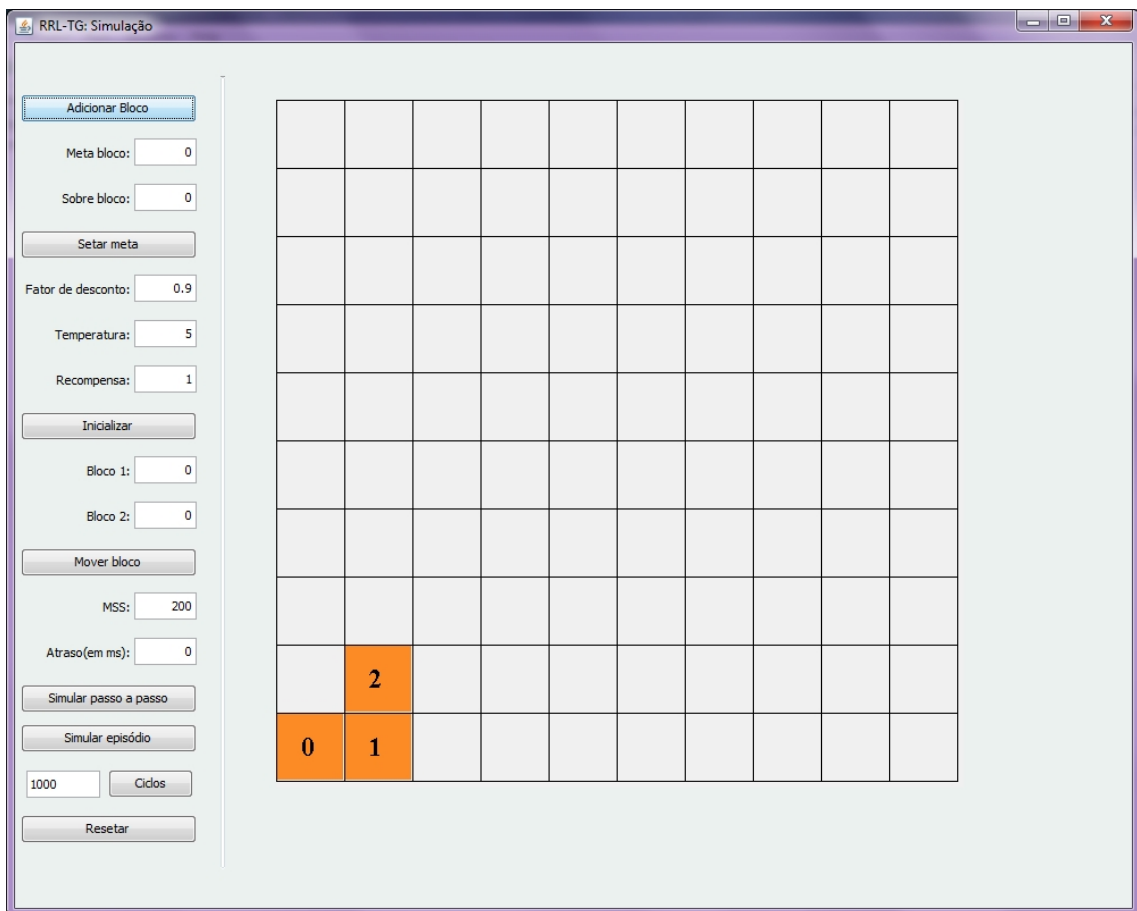 RRL-TG: Simulação
Adicionar Bloco
Meta bloco: 0
Sobre bloco: 0
Setar meta
Fator de desconto: 0.9
Temperatura: 5
Recompensa: 1
Inicializar
Bloco 1: 0
Bloco 2: 0
Mover bloco
MSS: 200
Atraso(em ms): 0
Simular passo a passo
Simular episódio
1000 Ciclos
Resetar
2
0 1